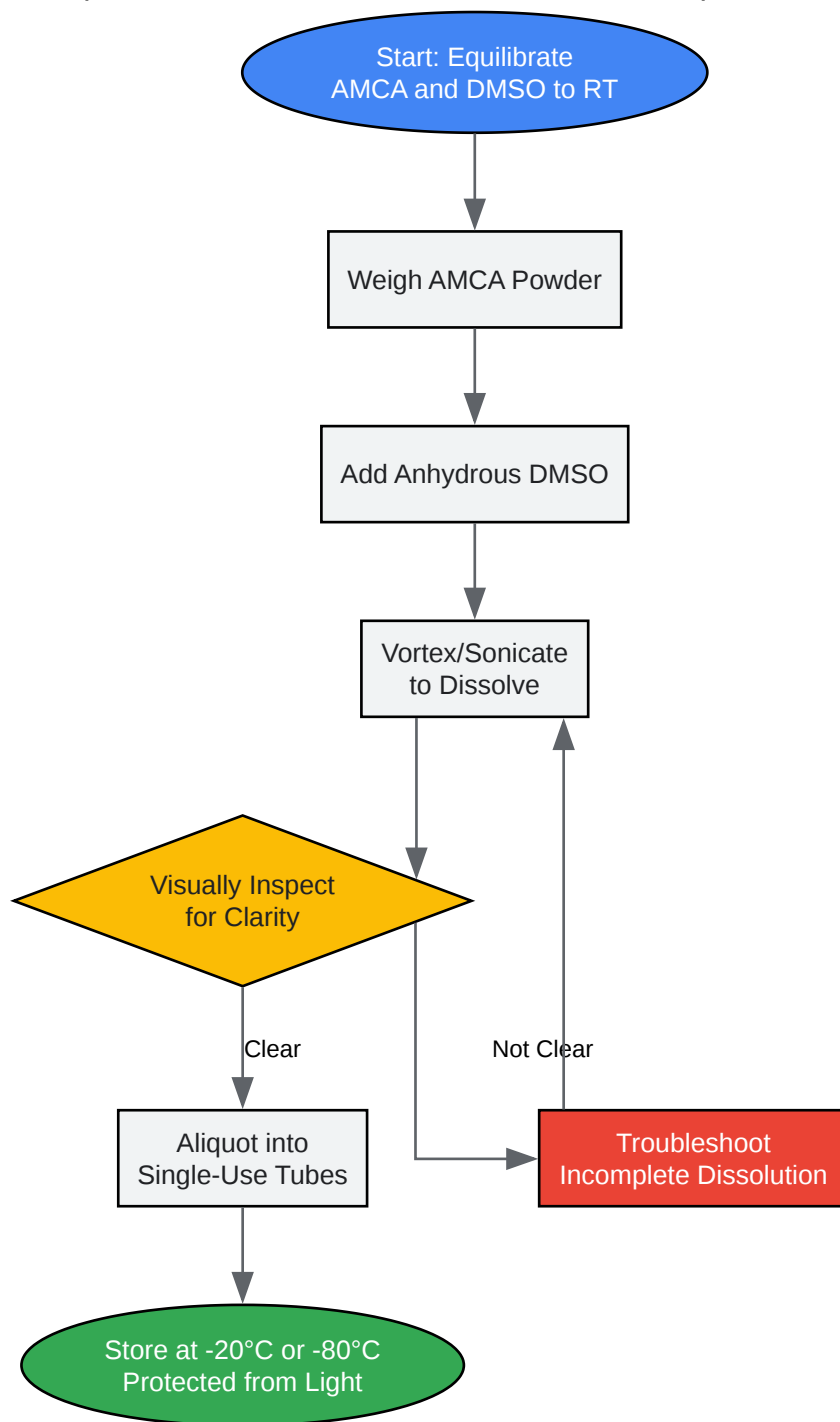 Start: Equilibrate
AMCA and DMSO to RT
Weigh AMCA Powder
Add Anhydrous DMSO
Vortex/Sonicate
to Dissolve
Visually Inspect
for Clarity
Clear
Not Clear
Aliquot into
Single-Use Tubes
Troubleshoot
Incomplete Dissolution
Store at -20°C or -80°C
Protected from Light